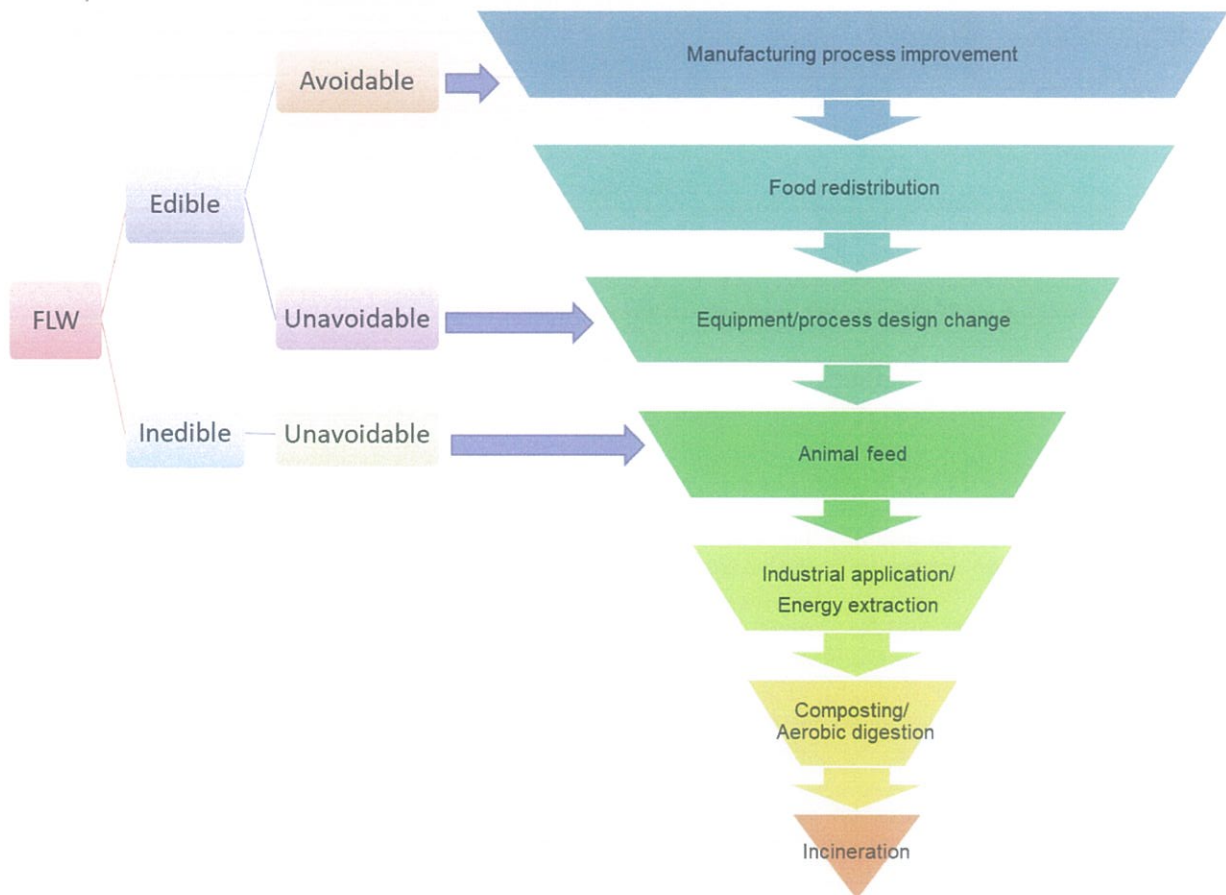 Manufacturing process improvement
Avoidable
Food redistribution
Edible
FLW
Unavoidable
Equipment/process design change
Inedible
Unavoidable
Animal feed
Industrial application/
Energy extraction
Composting/
Aerobic digestion
Incineration